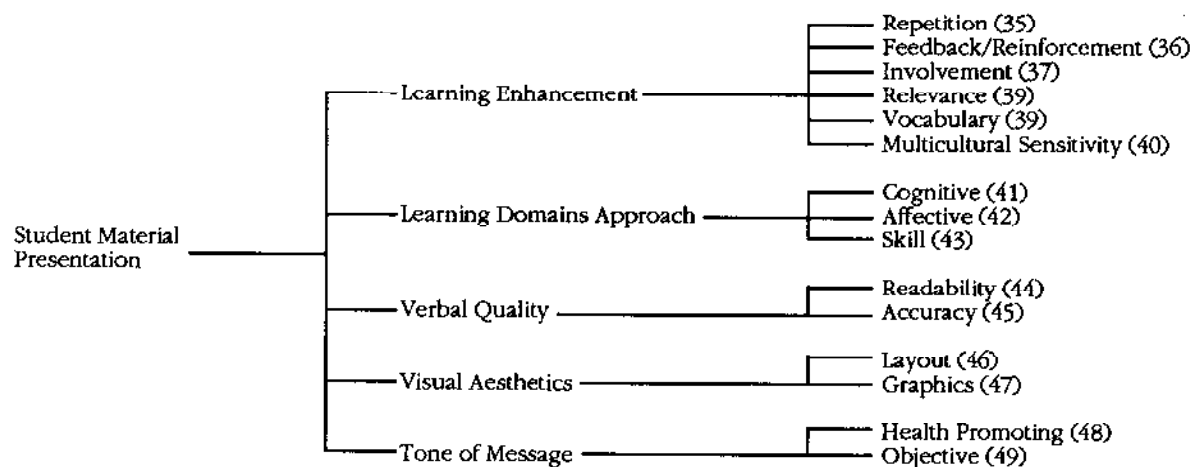 Student Material
Presentation
Learning Enhancement
Repetition (35)
Feedback/Reinforcement (36)
Involvement (37)
Relevance (39)
Vocabulary (39)
Multicultural Sensitivity (40)
Learning Domains Approach
Cognitive (41)
Affective (42)
Skill (43)
Verbal Quality
Readability (44)
Accuracy (45)
Visual Aesthetics
Layout (46)
Graphics (47)
Tone of Message
Health Promoting (48)
Objective (49)